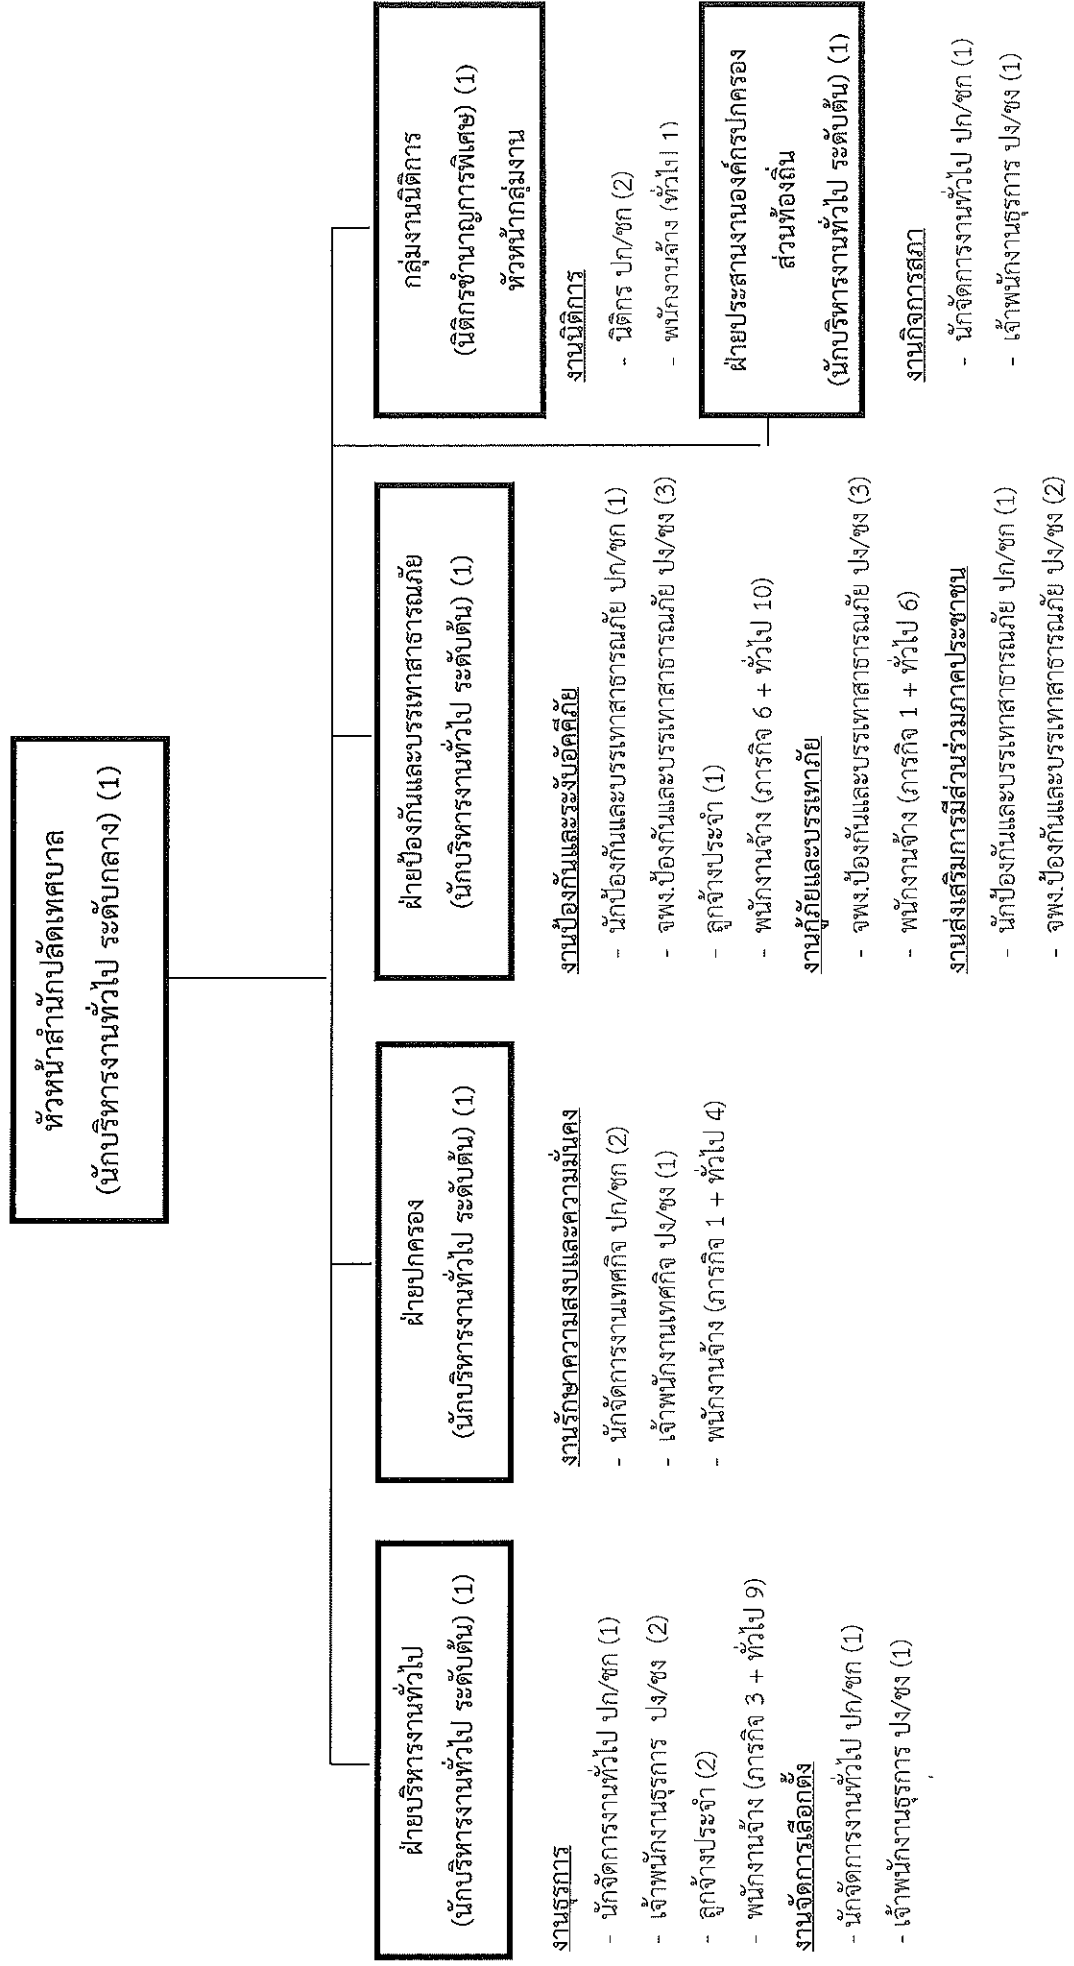 หัวหน้าสำนักปลัดเทศบาล
(นักบริหารงานทั่วไป ระดับกลาง) (1)
ฝ่ายบริหารงานทั่วไป
(นักบริหารงานทั่วไป ระดับต้น) (1)
งานธุรการ
- นักจัดการงานทั่วไป ปก/ชก (1)
- เจ้าพนักงานธุรการ ปง/ชง (2)
- ลูกจ้างประจำ (2)
- พนักงานจ้าง (ภารกิจ 3 + ทั่วไป 9)
งานจัดการเลือกตั้ง
- นักจัดการงานทั่วไป ปก/ชก (1)
- เจ้าพนักงานธุรการ ปง/ชง (1)
ฝ่ายปกครอง
(นักบริหารงานทั่วไป ระดับต้น) (1)
งานรักษาความสงบและความมั่นคง
- นักจัดการงานเทศกิจ ปก/ชก (2)
- เจ้าพนักงานเทศกิจ ปง/ชง (1)
- พนักงานจ้าง (ภารกิจ 1 + ทั่วไป 4)
ฝ่ายป้องกันและบรรเทาสาธารณภัย
(นักบริหารงานทั่วไป ระดับต้น) (1)
งานป้องกันและระงับอัคคีภัย
- นักป้องกันและบรรเทาสาธารณภัย ปก/ชก (1)
- จพง.ป้องกันและบรรเทาสาธารณภัย ปง/ชง (3)
- ลูกจ้างประจำ (1)
- พนักงานจ้าง (ภารกิจ 6 + ทั่วไป 10)
งานกู้ภัยและบรรเทาภัย
- จพง.ป้องกันและบรรเทาสาธารณภัย ปง/ชง (3)
- พนักงานจ้าง (ภารกิจ 1 + ทั่วไป 6)
งานส่งเสริมการมีส่วนร่วมภาคประชาชน
- นักป้องกันและบรรเทาสาธารณภัย ปก/ชก (1)
- จพง.ป้องกันและบรรเทาสาธารณภัย ปง/ชง (2)
กลุ่มงานนิติการ
(นิติกรชำนาญการพิเศษ) (1)
หัวหน้ากลุ่มงาน
งานนิติการ
- นิติกร ปก/ชก (2)
- พนักงานจ้าง (ทั่วไป 1)
ฝ่ายประสานงานองค์กรปกครอง
ส่วนท้องถิ่น
(นักบริหารงานทั่วไป ระดับต้น) (1)
งานกิจการสภา
- นักจัดการงานทั่วไป ปก/ชก (1)
- เจ้าพนักงานธุรการ ปง/ชง (1)